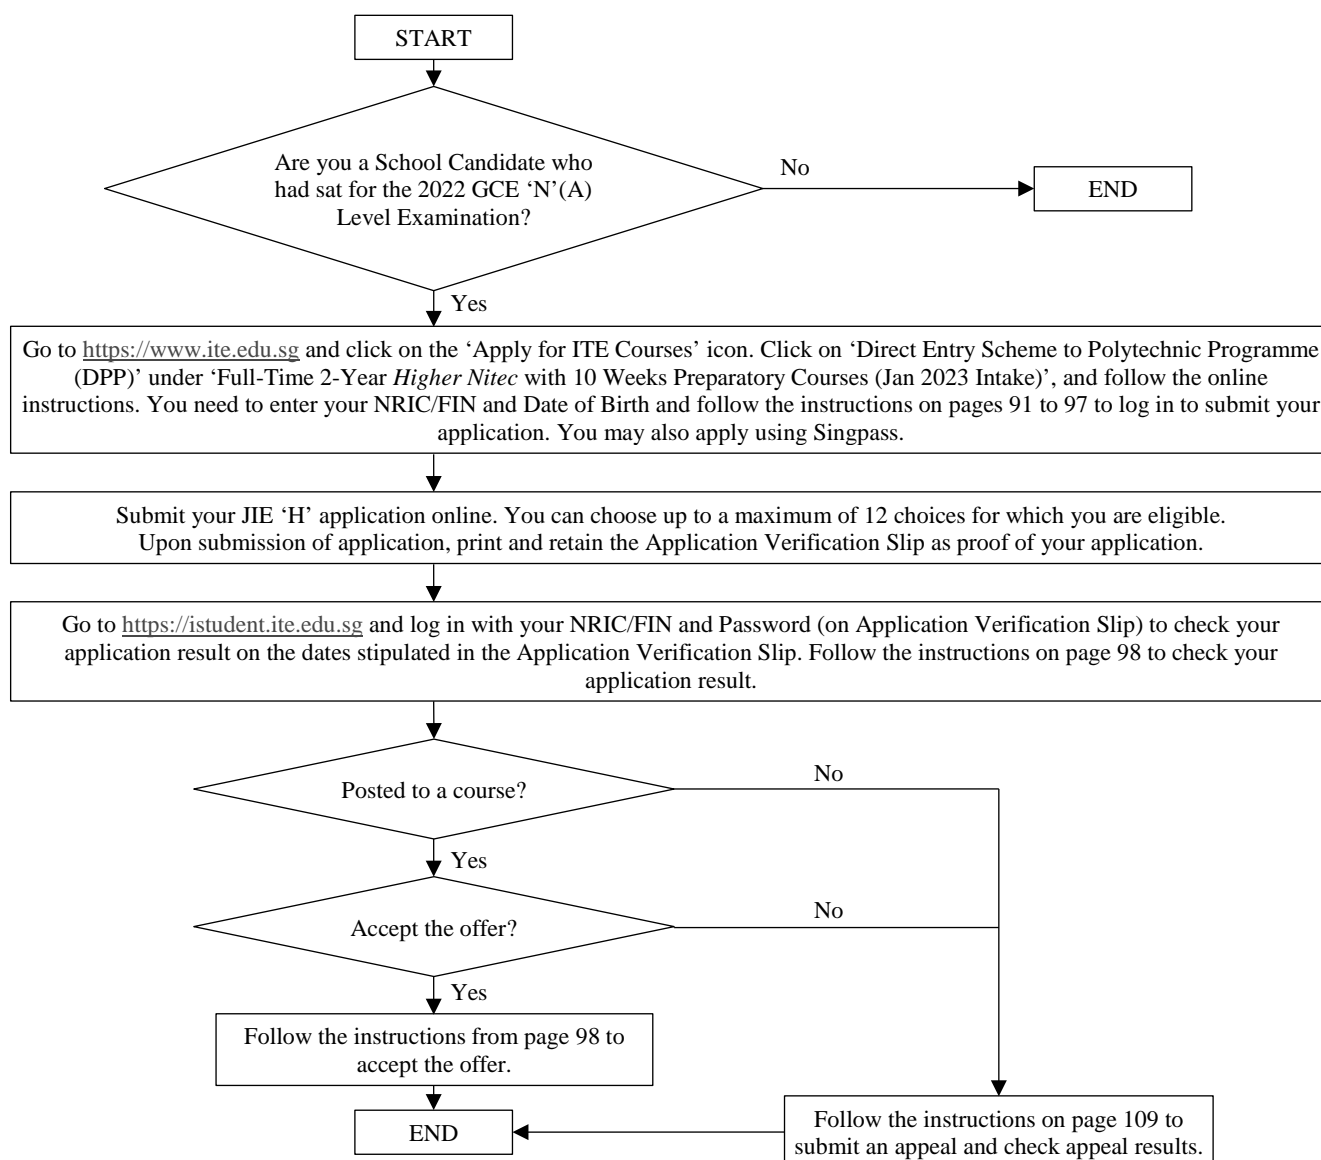 START
Are you a School Candidate who
had sat for the 2022 GCE ‘N’(A)
Level Examination?
No
END
Yes
Go to https://www.ite.edu.sg and click on the ‘Apply for ITE Courses’ icon. Click on ‘Direct Entry Scheme to Polytechnic Programme
(DPP)’ under ‘Full-Time 2-Year Higher Nitec with 10 Weeks Preparatory Courses (Jan 2023 Intake)’, and follow the online
instructions. You need to enter your NRIC/FIN and Date of Birth and follow the instructions on pages 91 to 97 to log in to submit your
application. You may also apply using Singpass.
Submit your JIE ‘H’ application online. You can choose up to a maximum of 12 choices for which you are eligible.
Upon submission of application, print and retain the Application Verification Slip as proof of your application.
Go to https://istudent.ite.edu.sg and log in with your NRIC/FIN and Password (on Application Verification Slip) to check your
application result on the dates stipulated in the Application Verification Slip. Follow the instructions on page 98 to check your
application result.
Posted to a course?
No
Yes
Accept the offer?
No
Yes
Follow the instructions from page 98 to
accept the offer.
END
Follow the instructions on page 109 to
submit an appeal and check appeal results.